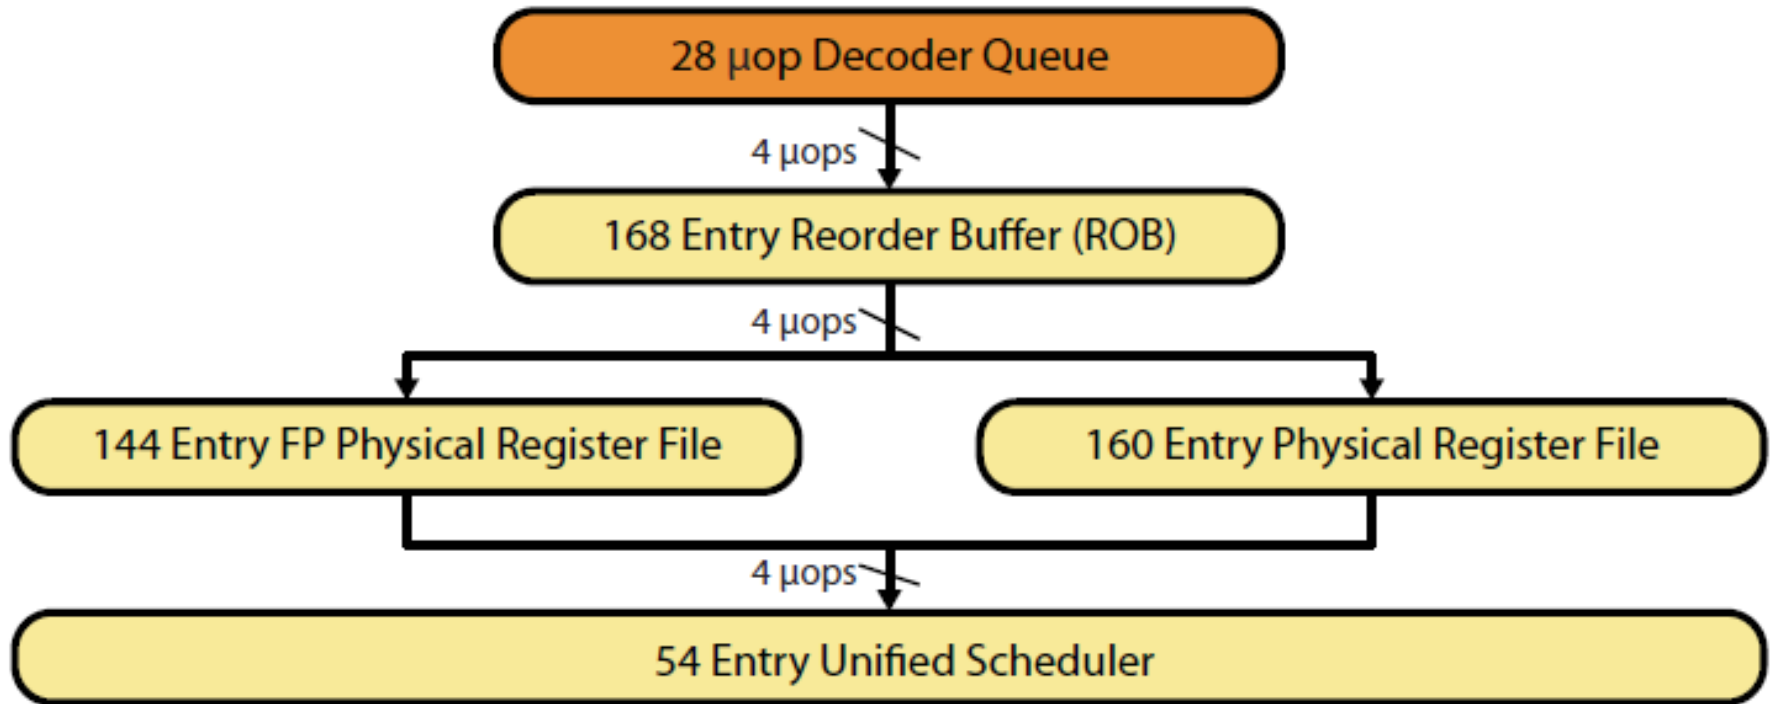 28 μop Decoder Queue
4 μops
168 Entry Reorder Buffer (ROB)
4 μops
144 Entry FP Physical Register File
160 Entry Physical Register File
4 μops
54 Entry Unified Scheduler